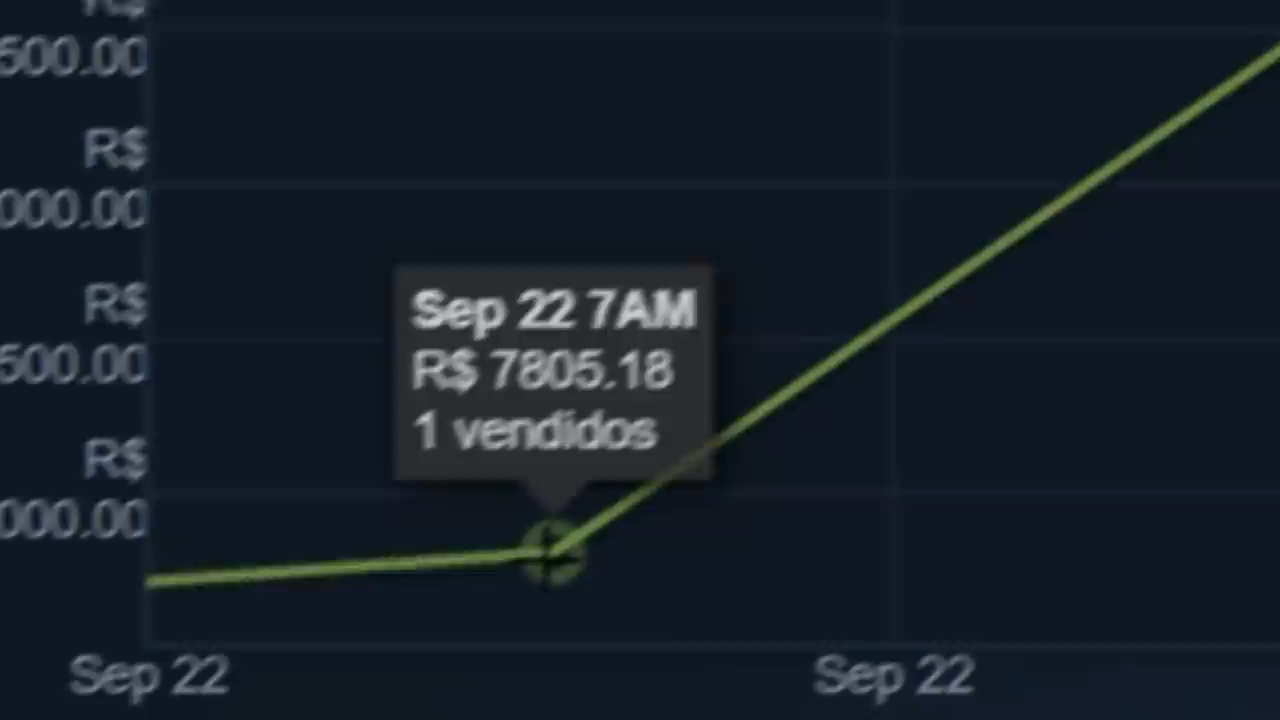 R$
500.00
R$
000.00
R$
500.00
R$
000.00
Sep 22 7AM
R$ 7805.18
1 vendidos
Sep 22
Sep 22